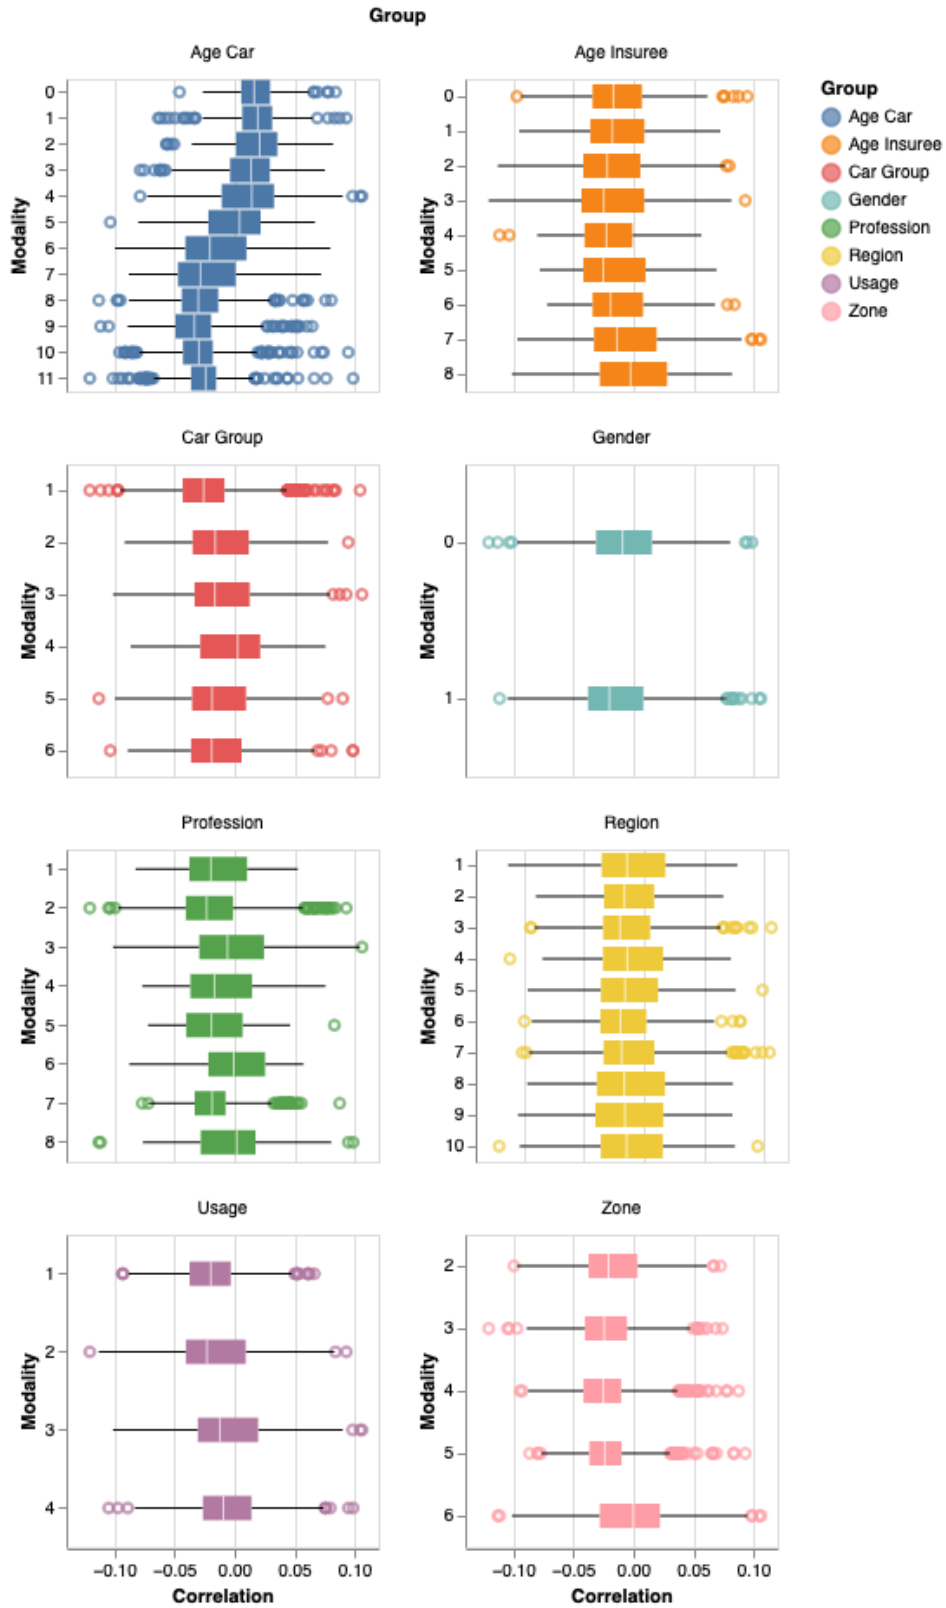 Group
Age Car
Modality
0
1
2
3
4
5
6
7
8
9
10
11
Age Insuree
Modality
0
1
2
3
4
5
6
7
8
Group
Age Car
Age Insuree
Car Group
Gender
Profession
Region
Usage
Zone
Car Group
Modality
1
2
3
4
5
6
Gender
Modality
0
1
Profession
Modality
1
2
3
4
5
6
7
8
Region
Modality
1
2
3
4
5
6
7
8
9
10
Usage
Modality
1
2
3
4
−0.10 −0.05 0.00 0.05 0.10
Correlation
Zone
Modality
2
3
4
5
6
−0.10 −0.05 0.00 0.05 0.10
Correlation